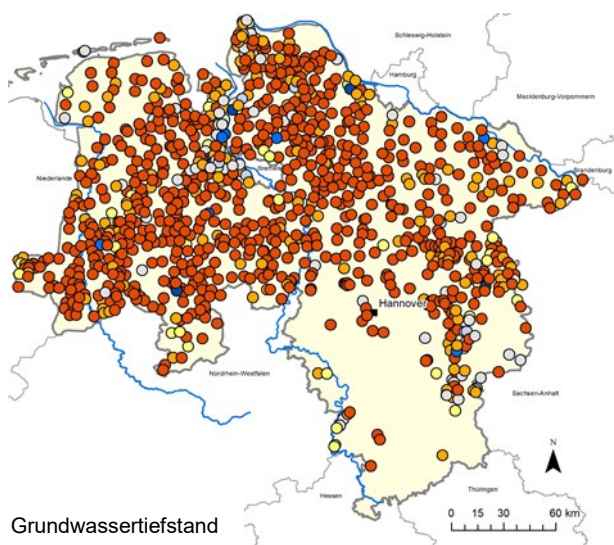 Schleswig-Holstein
Hamburg
Mecklenburg-Vorpommern
Bremen
Niederlande
Brandenburg
Hannover
Nordrhein-Westfalen
Sachsen-Anhalt
N
Hessen
Thüringen
0 15 30 60 km
Grundwassertiefstand